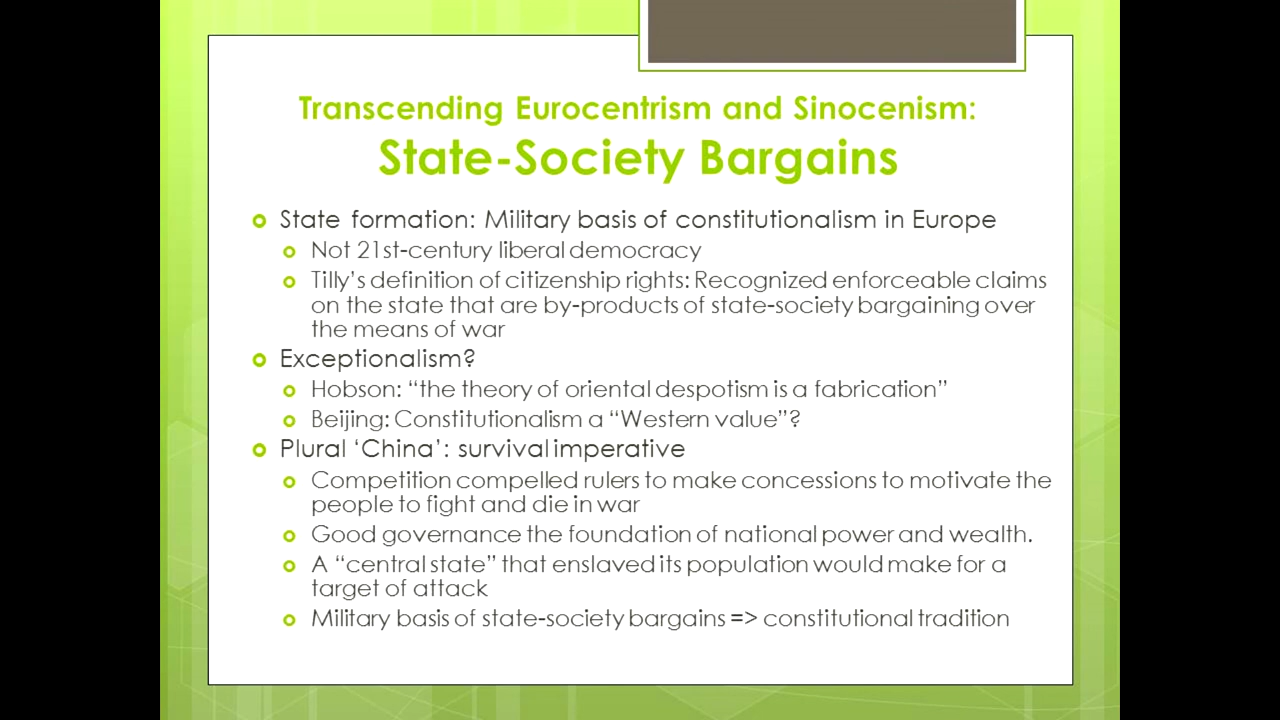 Transcending Eurocentrism and Sinocenism:
State-Society Bargains
State formation: Military basis of constitutionalism in Europe
Not 21st-century liberal democracy
Tilly’s definition of citizenship rights: Recognized enforceable claims
on the state that are by-products of state-society bargaining over
the means of war
Exceptionalism?
Hobson: “the theory of oriental despotism is a fabrication”
Beijing: Constitutionalism a “Western value”?
Plural ‘China’: survival imperative
Competition compelled rulers to make concessions to motivate the
people to fight and die in war
Good governance the foundation of national power and wealth.
A “central state” that enslaved its population would make for a
target of attack
Military basis of state-society bargains => constitutional tradition